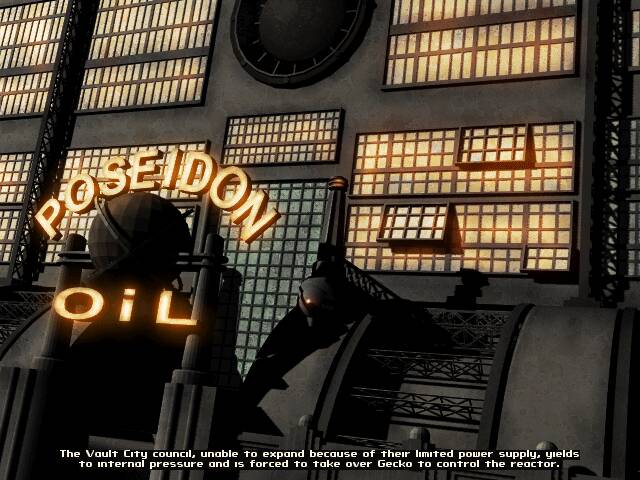 POSEIDON
OiL
The Vault City council, unable to expand because of their limited power supply, yields
to internal pressure and is forced to take over Gecko to control the reactor.